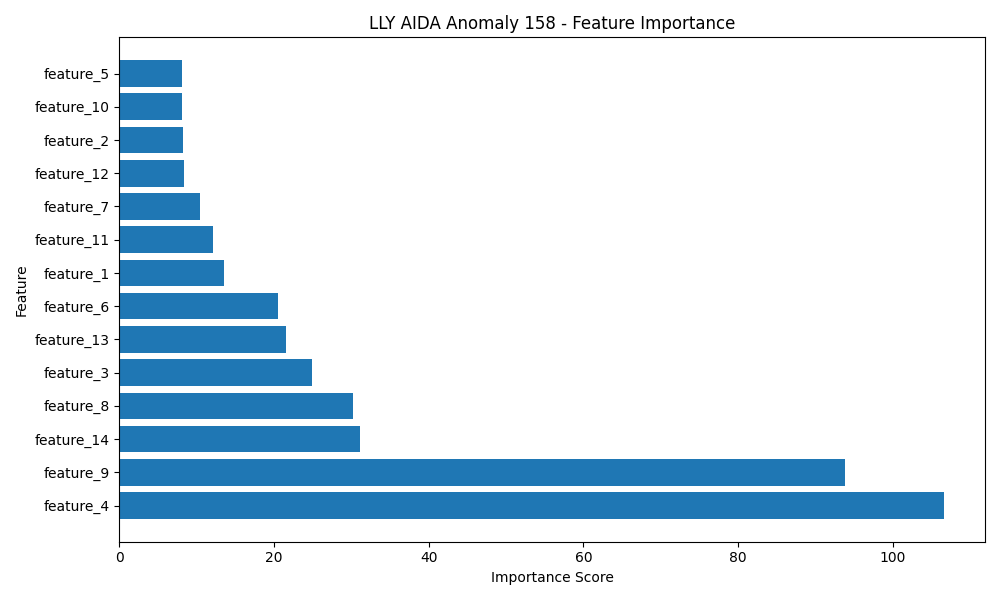 LLY AIDA Anomaly 158 - Feature Importance
Feature
feature_5
feature_10
feature_2
feature_12
feature_7
feature_11
feature_1
feature_6
feature_13
feature_3
feature_8
feature_14
feature_9
feature_4
0 20 40 60 80 100
Importance Score